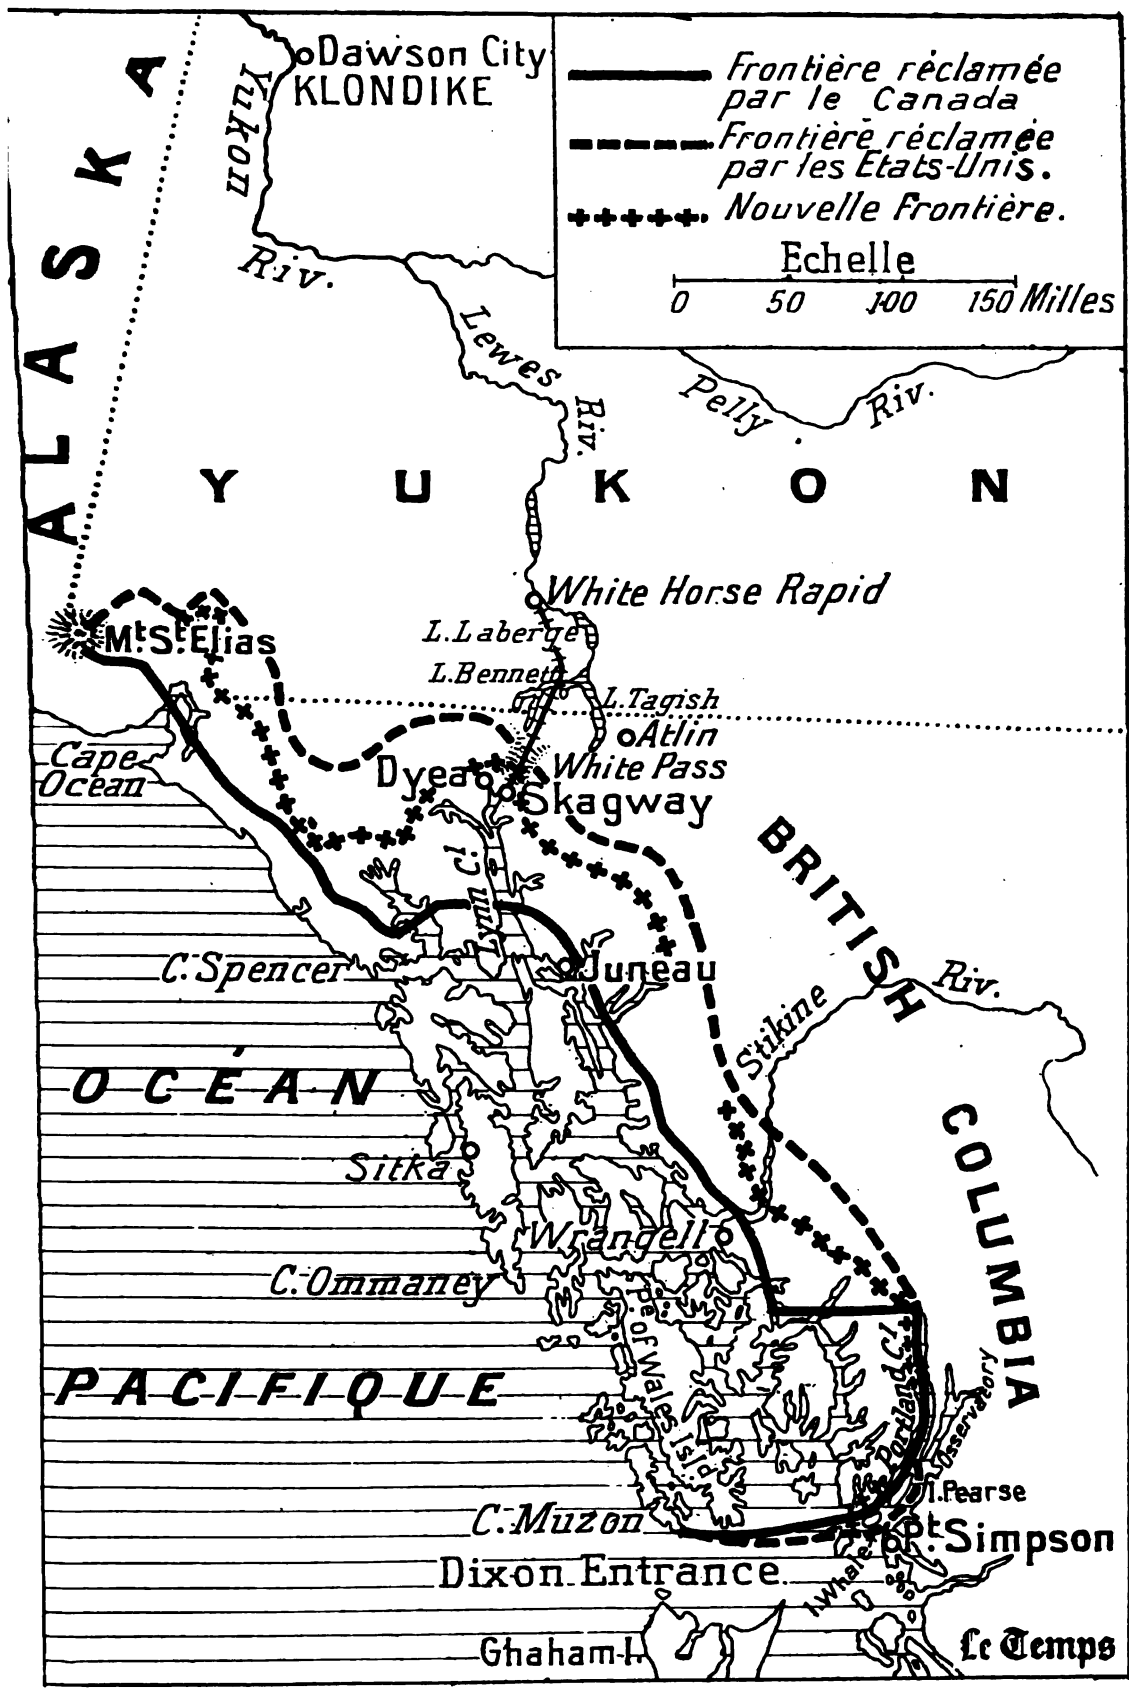 Dawson City
KLONDIKE
Yukon
Riv.
Frontière réclamée
par le Canada
Frontière réclamée
par les Etats-Unis.
Nouvelle Frontière.
Echelle
0 50 100 150 Milles
ALASKA
Lewes
Riv.
Pelly Riv.
YUKON
White Horse Rapid
L. Laberge
L. Bennett
L. Tagish
Atlin
White Pass
Mt. St. Elias
Dyea
Skagway
Cape
Ocean
Lynn Cl.
BRITISH
COLUMBIA
C. Spencer
Juneau
Stikine
Riv.
OCÉAN
PACIFIQUE
Sitka
Wrangell
C. Ommaney
Pe. of Wales Isl.
Portland Cl.
Osservatory
I. Pearse
C. Muzon
Pt. Simpson
Dixon Entrance
I. Whale
Ghaham I.
Le Temps